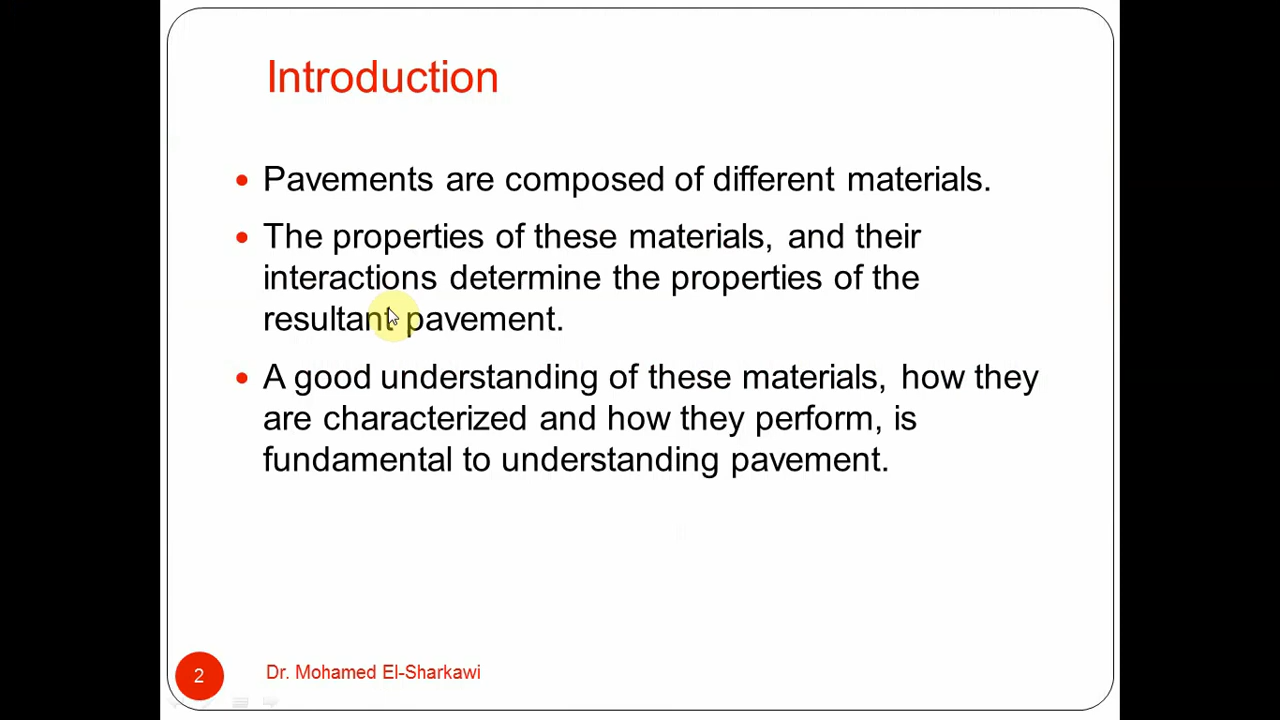 Introduction
• Pavements are composed of different materials.
• The properties of these materials, and their
interactions determine the properties of the
resultant pavement.
• A good understanding of these materials, how they
are characterized and how they perform, is
fundamental to understanding pavement.
2
Dr. Mohamed El-Sharkawi